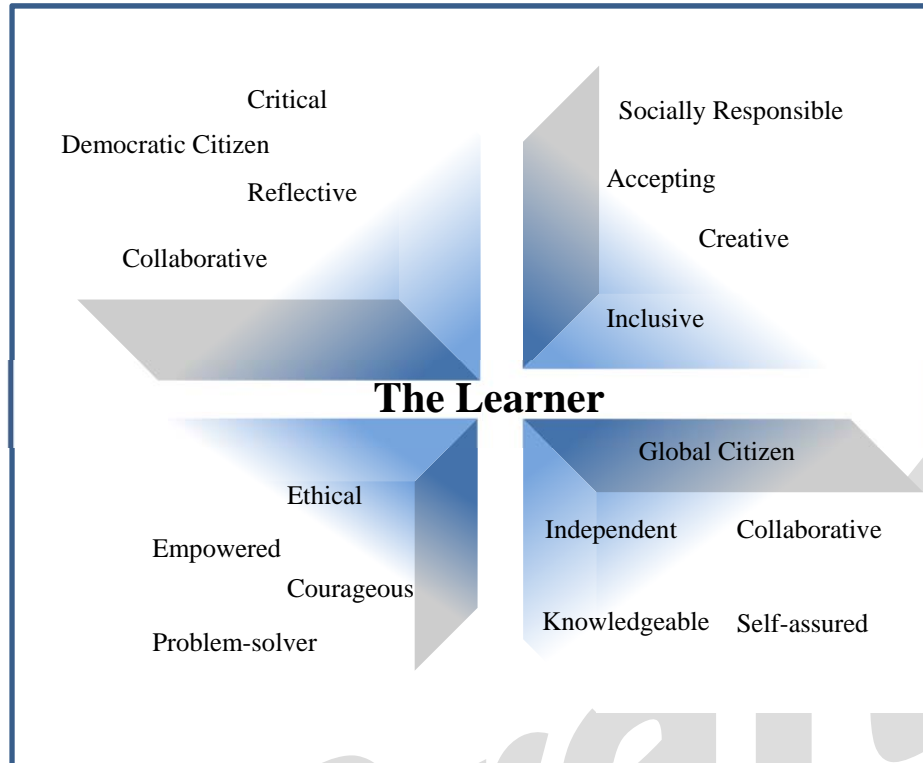 Critical
Democratic Citizen
Reflective
Collaborative
Socially Responsible
Accepting
Creative
Inclusive
The Learner
Ethical
Empowered
Courageous
Problem-solver
Global Citizen
Independent Collaborative
Knowledgeable Self-assured